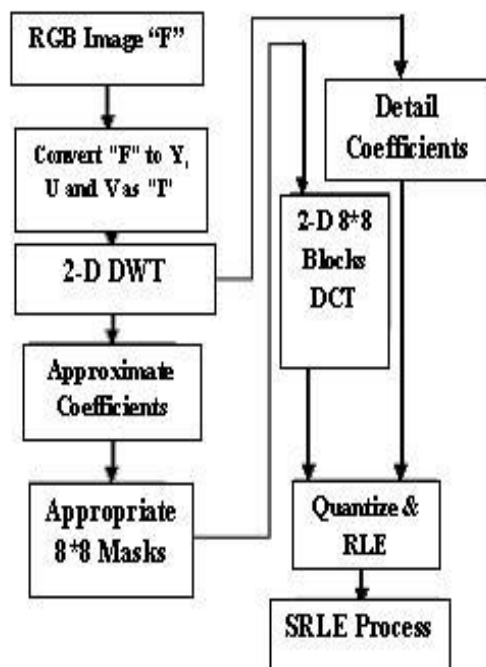 RGB Image “F”
Convert "F" to Y,
U and V as "I"
2-D DWT
Approximate
Coefficients
Appropriate
8*8 Masks
2-D 8*8
Blocks
DCT
Detail
Coefficients
Quantize &
RLE
SRLE Process